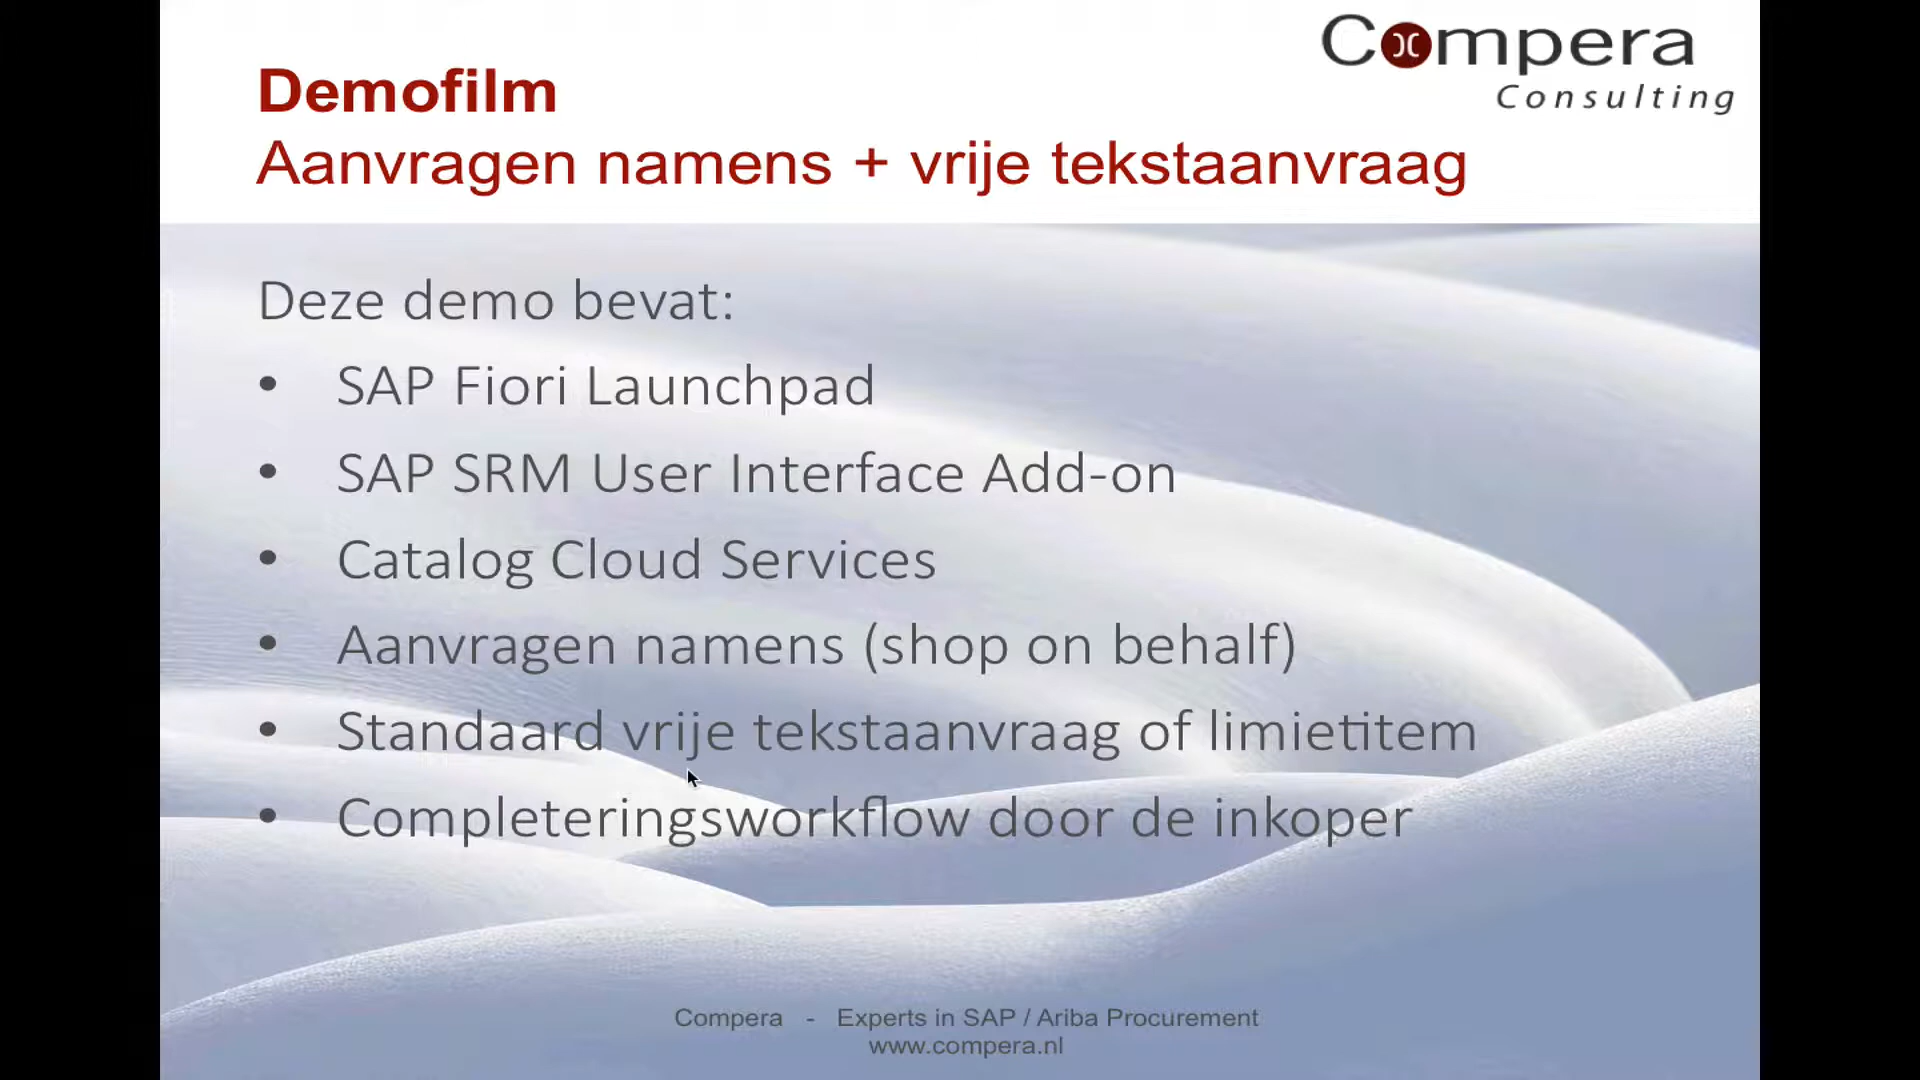 Compera
Consulting
Demofilm
Aanvragen namens + vrije tekstaanvraag
Deze demo bevat:
• SAP Fiori Launchpad
• SAP SRM User Interface Add-on
• Catalog Cloud Services
• Aanvragen namens (shop on behalf)
• Standaard vrije tekstaanvraag of limietitem
• Completeringsworkflow door de inkoper
Compera - Experts in SAP / Ariba Procurement
www.compera.nl